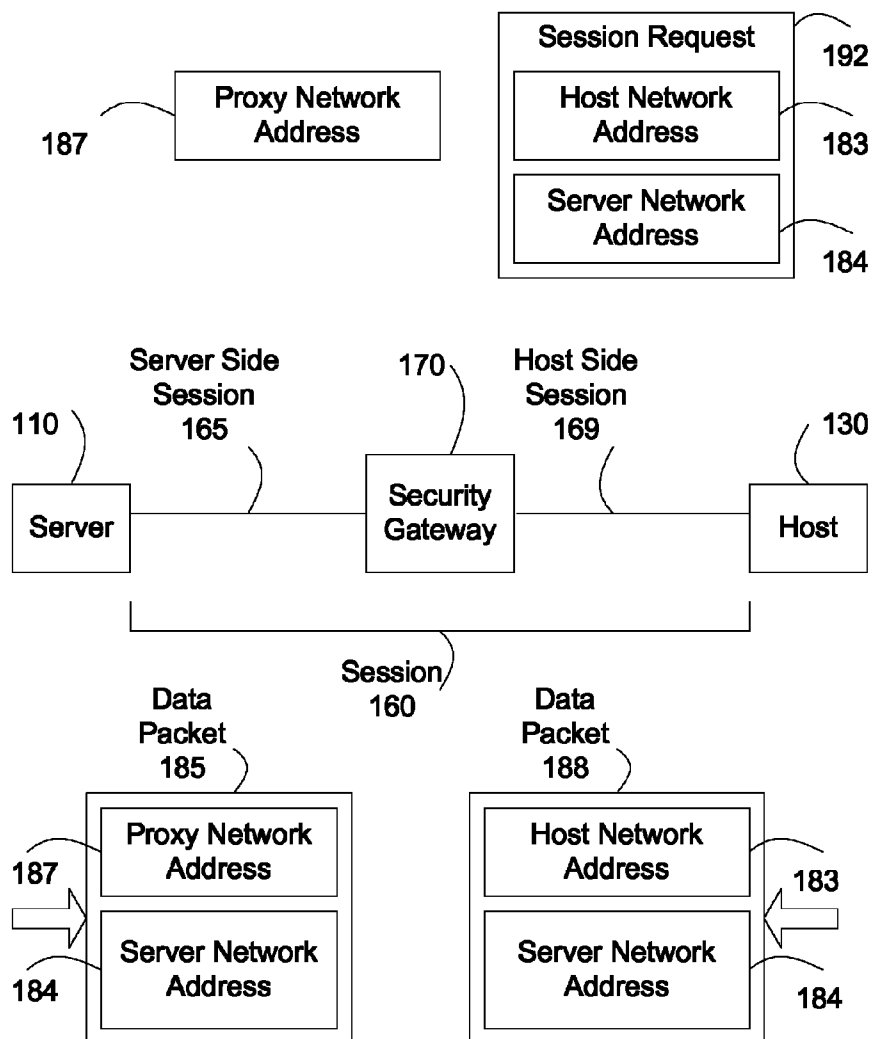 Session Request
192
Proxy Network
Address
187
Host Network
Address
183
Server Network
Address
184
Server Side
Session
165
170
Host Side
Session
169
110
130
Server
Security
Gateway
Host
Session
160
Data
Packet
185
Data
Packet
188
Proxy Network
Address
187
Server Network
Address
184
Host Network
Address
183
Server Network
Address
184